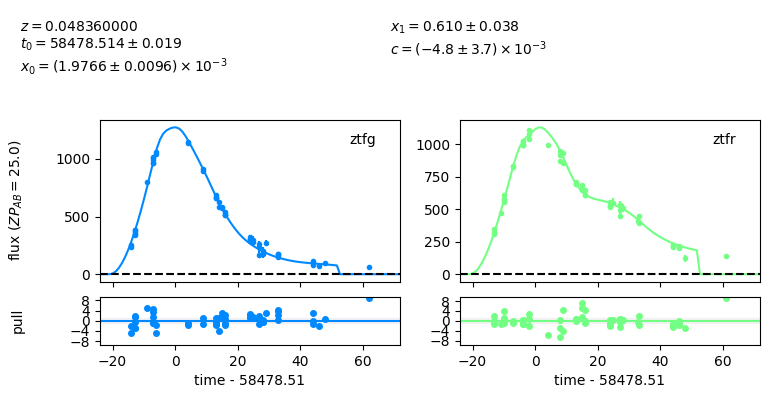 z = 0.048360000
t₀ = 58478.514 ± 0.019
x₀ = (1.9766 ± 0.0096) × 10⁻³
x₁ = 0.610 ± 0.038
c = (−4.8 ± 3.7) × 10⁻³
flux (ZP_AB = 25.0)
1000
500
0
ztfg
1000
750
500
250
0
ztfr
pull
8
4
0
−4
−8
−20 0 20 40 60
time - 58478.51
8
4
0
−4
−8
−20 0 20 40 60
time - 58478.51